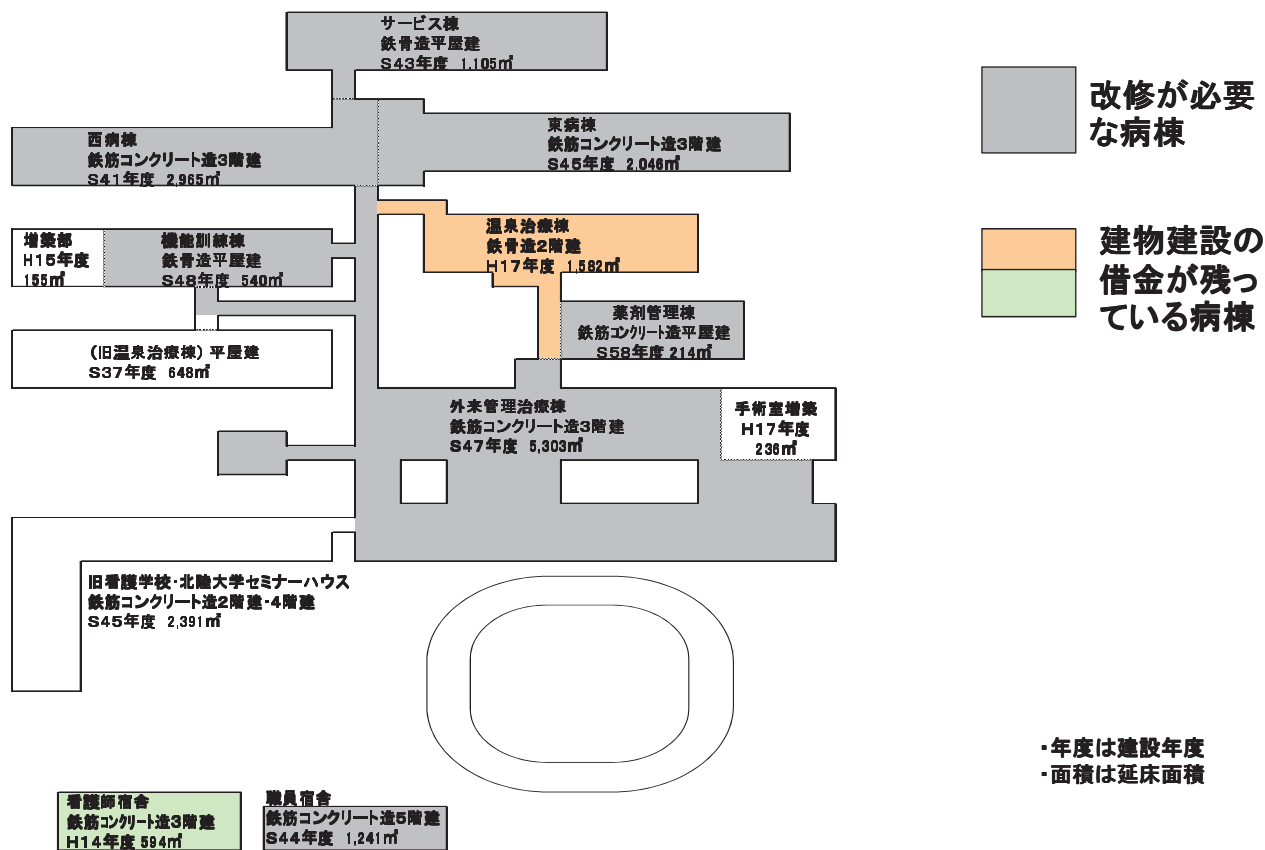 サービス棟
鉄骨造平屋建
S43年度 1,105㎡
改修が必要
な病棟
西病棟
鉄筋コンクリート造3階建
S41年度 2,965㎡
東病棟
鉄筋コンクリート造3階建
S45年度 2,046㎡
増築部
H15年度
155㎡
機能訓練棟
鉄骨造平屋建
S48年度 540㎡
温泉治療棟
鉄骨造2階建
H17年度 1,582㎡
建物建設の
借金が残っ
ている病棟
薬剤管理棟
鉄筋コンクリート造平屋建
S58年度 214㎡
(旧温泉治療棟) 平屋建
S37年度 648㎡
外来管理治療棟
鉄筋コンクリート造3階建
S47年度 5,303㎡
手術室増築
H17年度
236㎡
旧看護学校・北陸大学セミナーハウス
鉄筋コンクリート造2階建・4階建
S45年度 2,391㎡
・年度は建設年度
・面積は延床面積
看護師宿舎
鉄筋コンクリート造3階建
H14年度 594㎡
職員宿舎
鉄筋コンクリート造5階建
S44年度 1,241㎡